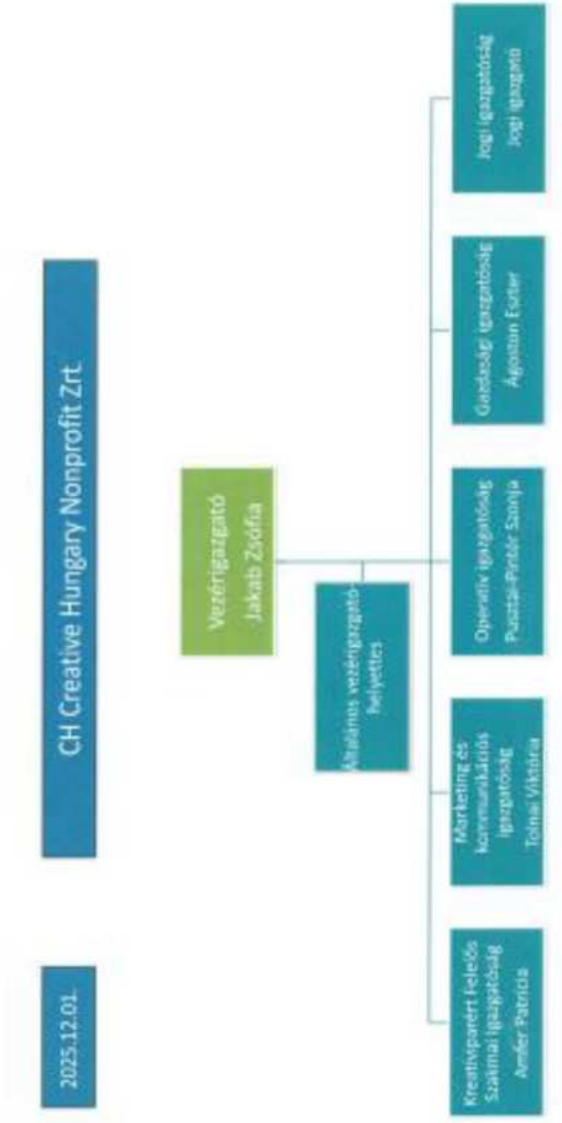 2025.12.01.
CH Creative Hungary Nonprofit Zrt.
Vezérigazgató
Jakab Zsófia
Általános vezérigazgató-
helyettes
Kreatíviparért Felelős
Szakmai Igazgatóság
Amfer Patrícia
Marketing és
kommunikációs
igazgatóság
Tolnai Viktória
Operatív igazgatóság
Pusztai-Pintér Szonja
Gazdasági igazgatóság
Ágoston Eszter
Jogi igazgatóság
Jogi igazgató